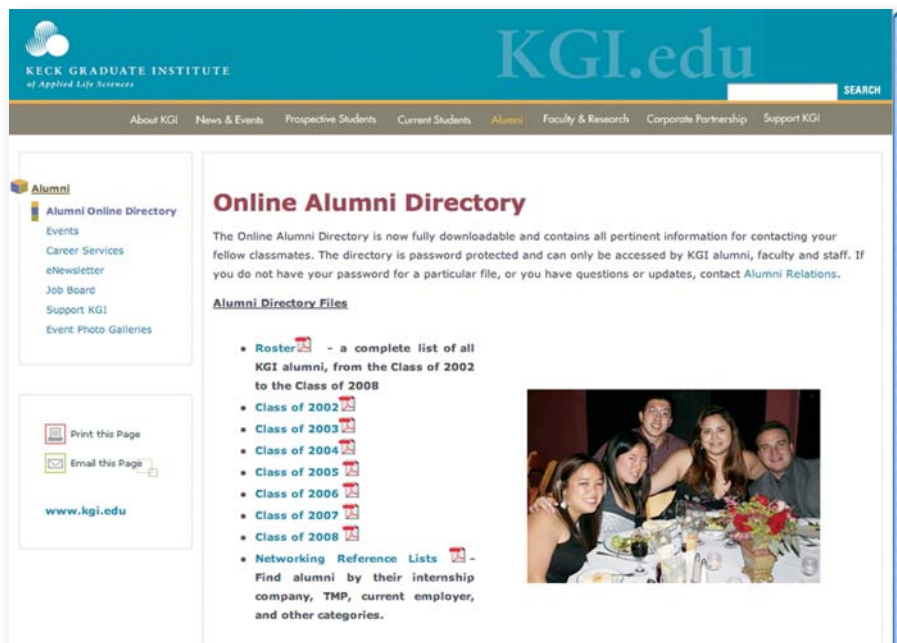 KGI.edu
KECK GRADUATE INSTITUTE
of Applied Life Sciences
SEARCH
About KGI News & Events Prospective Students Current Students Alumni Faculty & Research Corporate Partnership Support KGI
Alumni
Alumni Online Directory
Events
Career Services
eNewsletter
Job Board
Support KGI
Event Photo Galleries
Print this Page
Email this Page
www.kgi.edu
Online Alumni Directory
The Online Alumni Directory is now fully downloadable and contains all pertinent information for contacting your
fellow classmates. The directory is password protected and can only be accessed by KGI alumni, faculty and staff. If
you do not have your password for a particular file, or you have questions or updates, contact Alumni Relations.
Alumni Directory Files
• Roster - a complete list of all
KGI alumni, from the Class of 2002
to the Class of 2008
• Class of 2002
• Class of 2003
• Class of 2004
• Class of 2005
• Class of 2006
• Class of 2007
• Class of 2008
• Networking Reference Lists -
Find alumni by their internship
company, TMP, current employer,
and other categories.